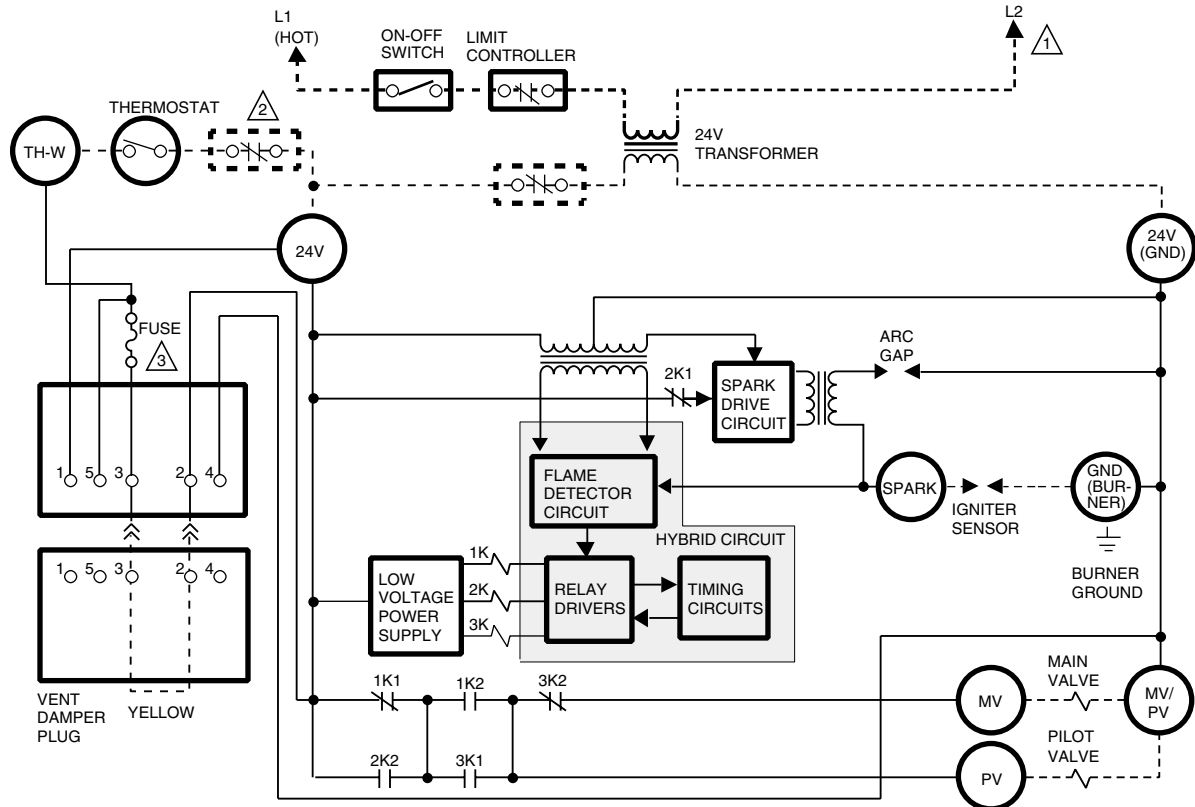 L1
(HOT)
ON-OFF
SWITCH
LIMIT
CONTROLLER
L2
1
THERMOSTAT
2
TH-W
24V
TRANSFORMER
24V
24V
(GND)
FUSE
3
ARC
GAP
2K1
SPARK
DRIVE
CIRCUIT
1 5 3 2 4
FLAME
DETECTOR
CIRCUIT
SPARK
IGNITER
SENSOR
GND
(BUR-
NER)
HYBRID CIRCUIT
BURNER
GROUND
1 5 3 2 4
LOW
VOLTAGE
POWER
SUPPLY
1K
2K
3K
RELAY
DRIVERS
TIMING
CIRCUITS
VENT
DAMPER
PLUG
YELLOW
1K1
1K2
3K2
MV
MAIN
VALVE
MV/
PV
2K2
3K1
PV
PILOT
VALVE